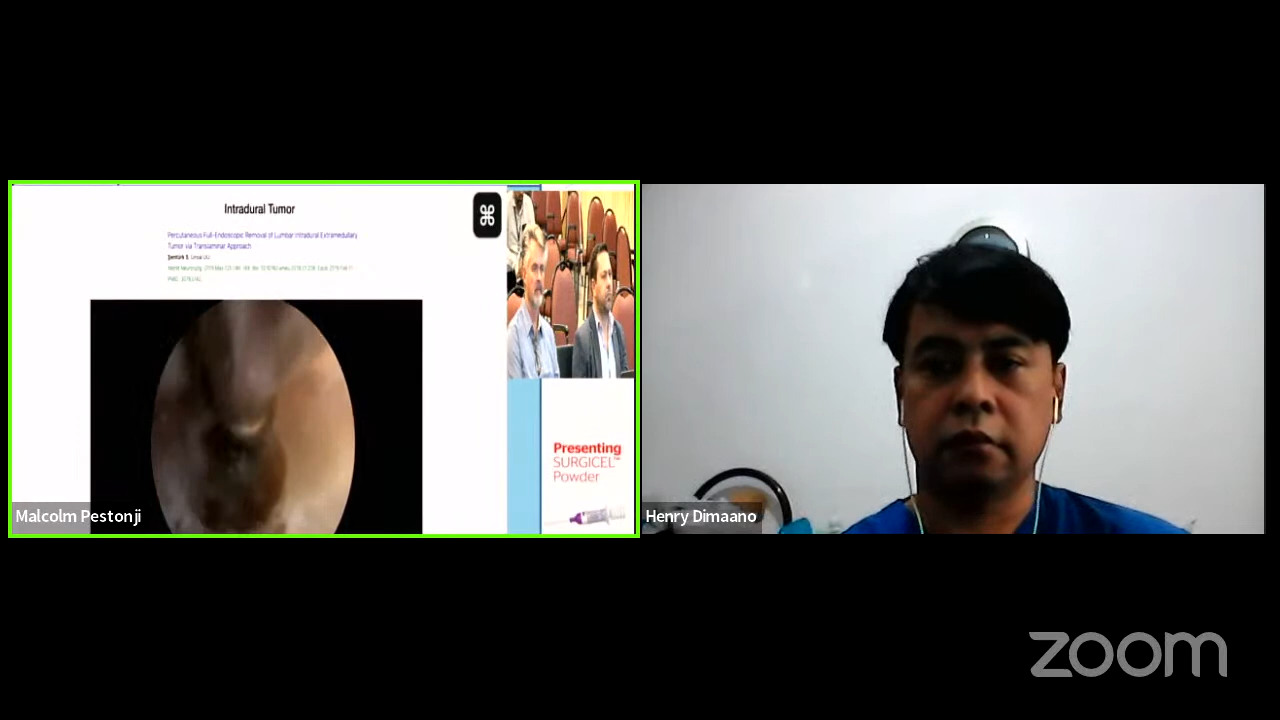 Intradural Tumor
Percutaneous Full-Endoscopic Removal of Lumbar Intradural Extramedullary
Tumor via Translaminar Approach
Presenting
SURGICEL™
Powder
Malcolm Pestonji
Henry Dimaano
zoom